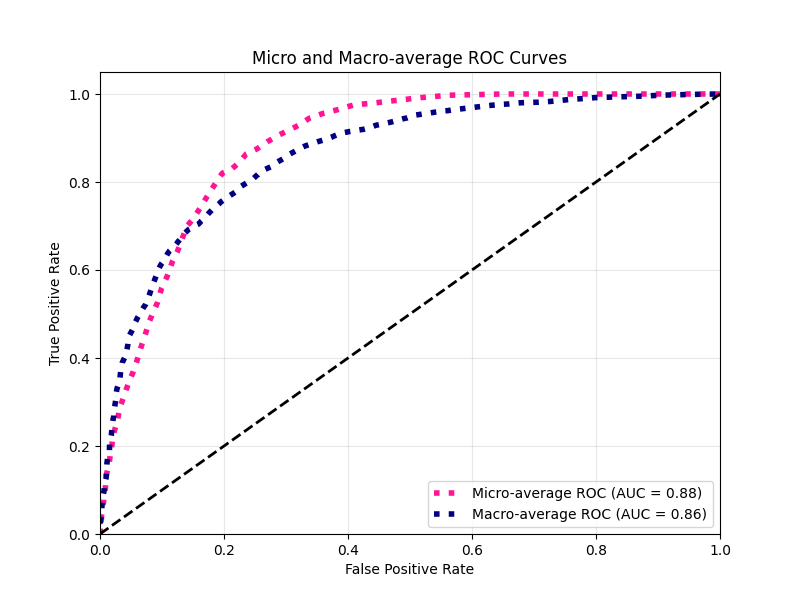 Micro and Macro-average ROC Curves
True Positive Rate
1.0
0.8
0.6
0.4
0.2
0.0
0.0 0.2 0.4 0.6 0.8 1.0
False Positive Rate
Micro-average ROC (AUC = 0.88)
Macro-average ROC (AUC = 0.86)